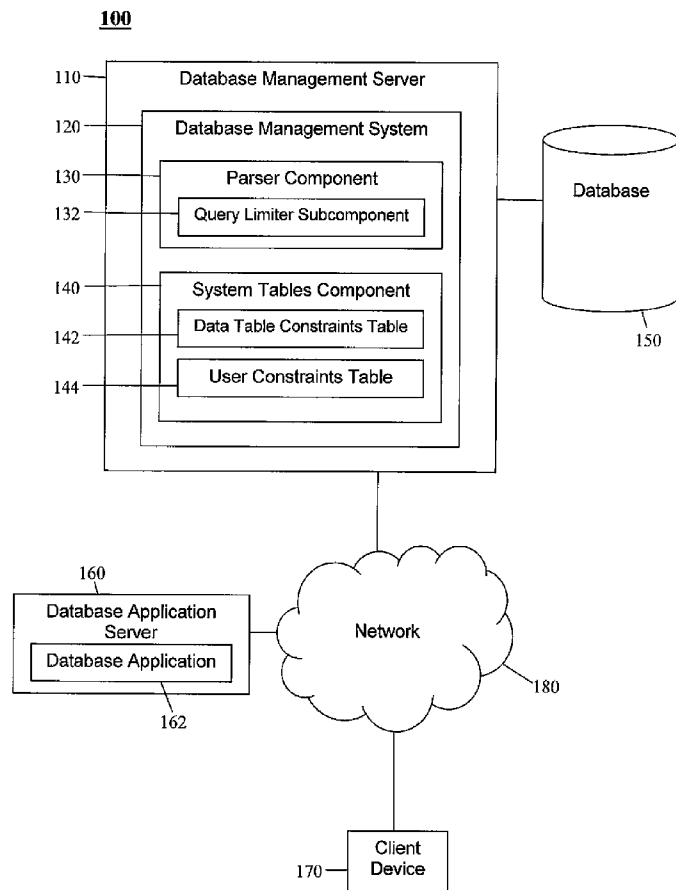 100
110
Database Management Server
120
Database Management System
130
Parser Component
132
Query Limiter Subcomponent
140
System Tables Component
142
Data Table Constraints Table
144
User Constraints Table
Database
150
160
Database Application
Server
Database Application
162
Network
180
170
Client
Device